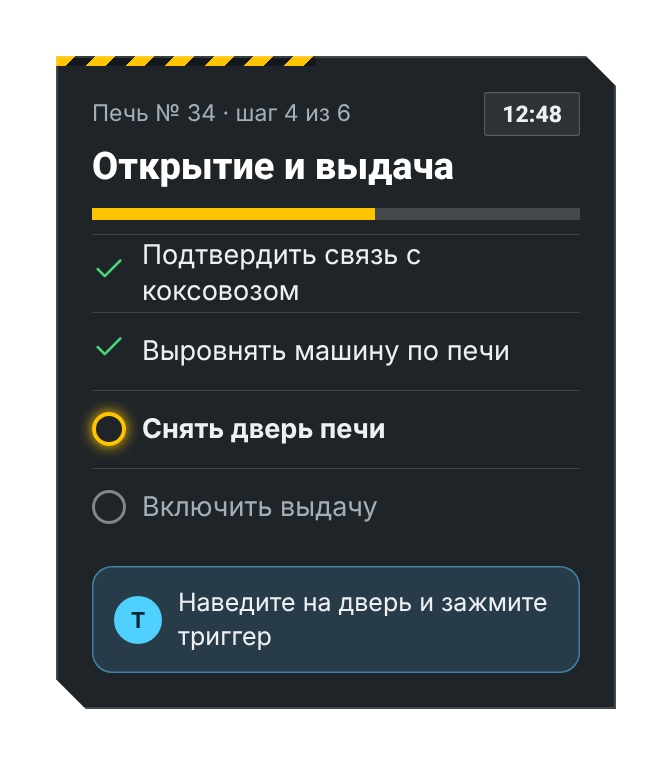 Печь № 34 · шаг 4 из 6
12:48
Открытие и выдача
Подтвердить связь с
коксовозом
Выровнять машину по печи
Снять дверь печи
Включить выдачу
T
Наведите на дверь и зажмите
триггер